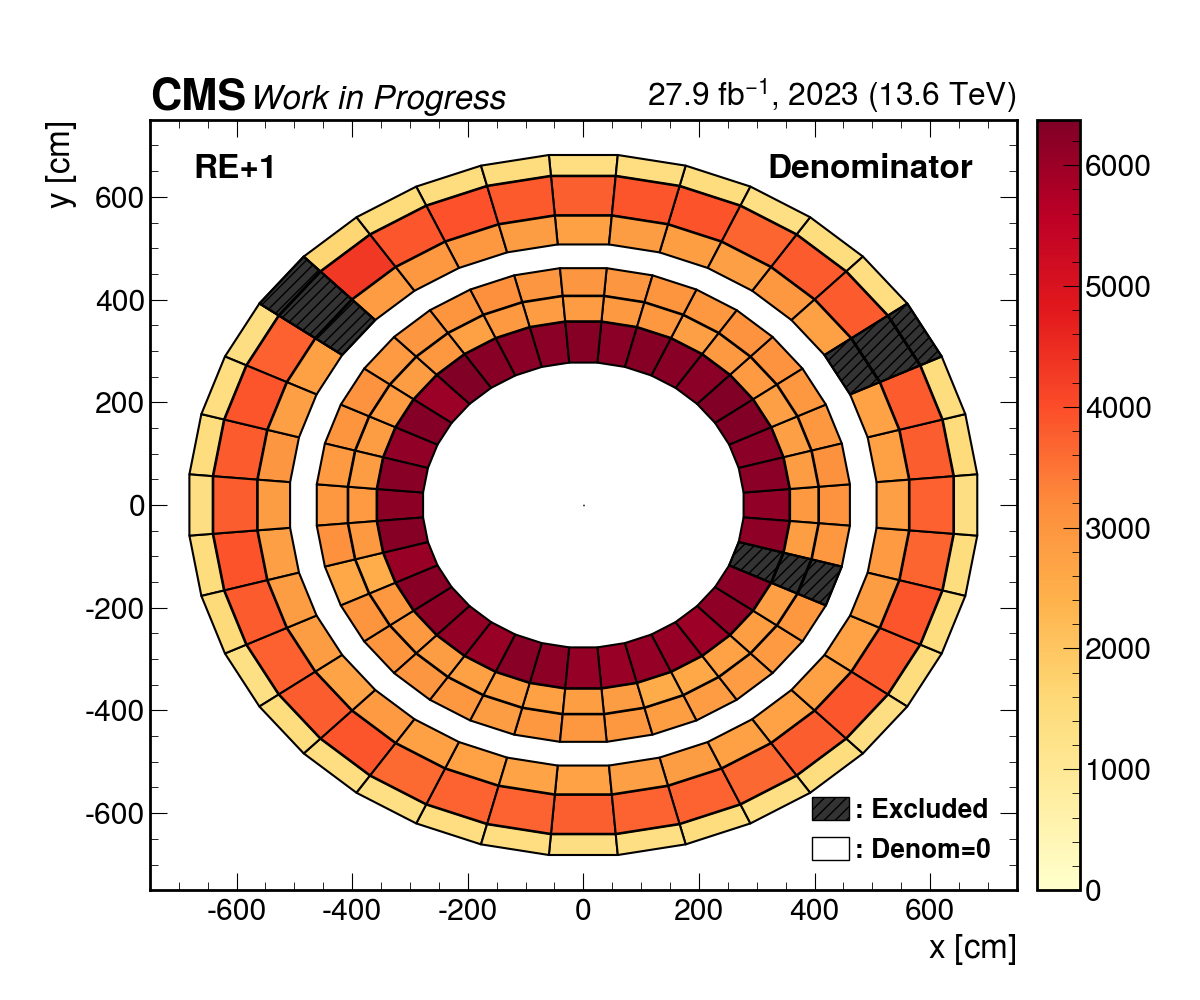 CMS Work in Progress 27.9 fb⁻¹, 2023 (13.6 TeV)
y [cm]
RE+1 Denominator
600
400
200
0
-200
-400
-600
-600 -400 -200 0 200 400 600
x [cm]
: Excluded
: Denom=0
6000
5000
4000
3000
2000
1000
0